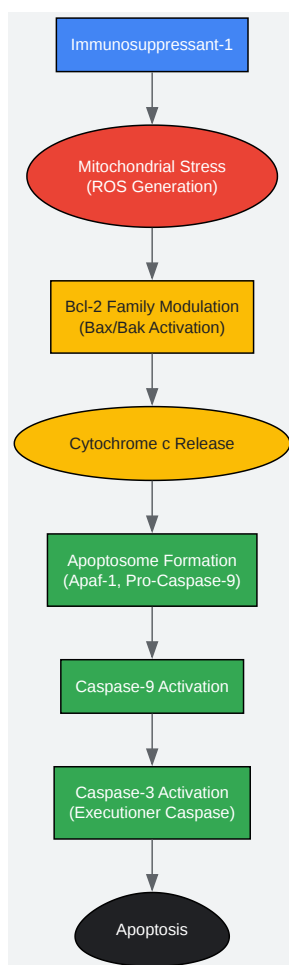 Immunosuppressant-1
Mitochondrial Stress
(ROS Generation)
Bcl-2 Family Modulation
(Bax/Bak Activation)
Cytochrome c Release
Apoptosome Formation
(Apaf-1, Pro-Caspase-9)
Caspase-9 Activation
Caspase-3 Activation
(Executioner Caspase)
Apoptosis